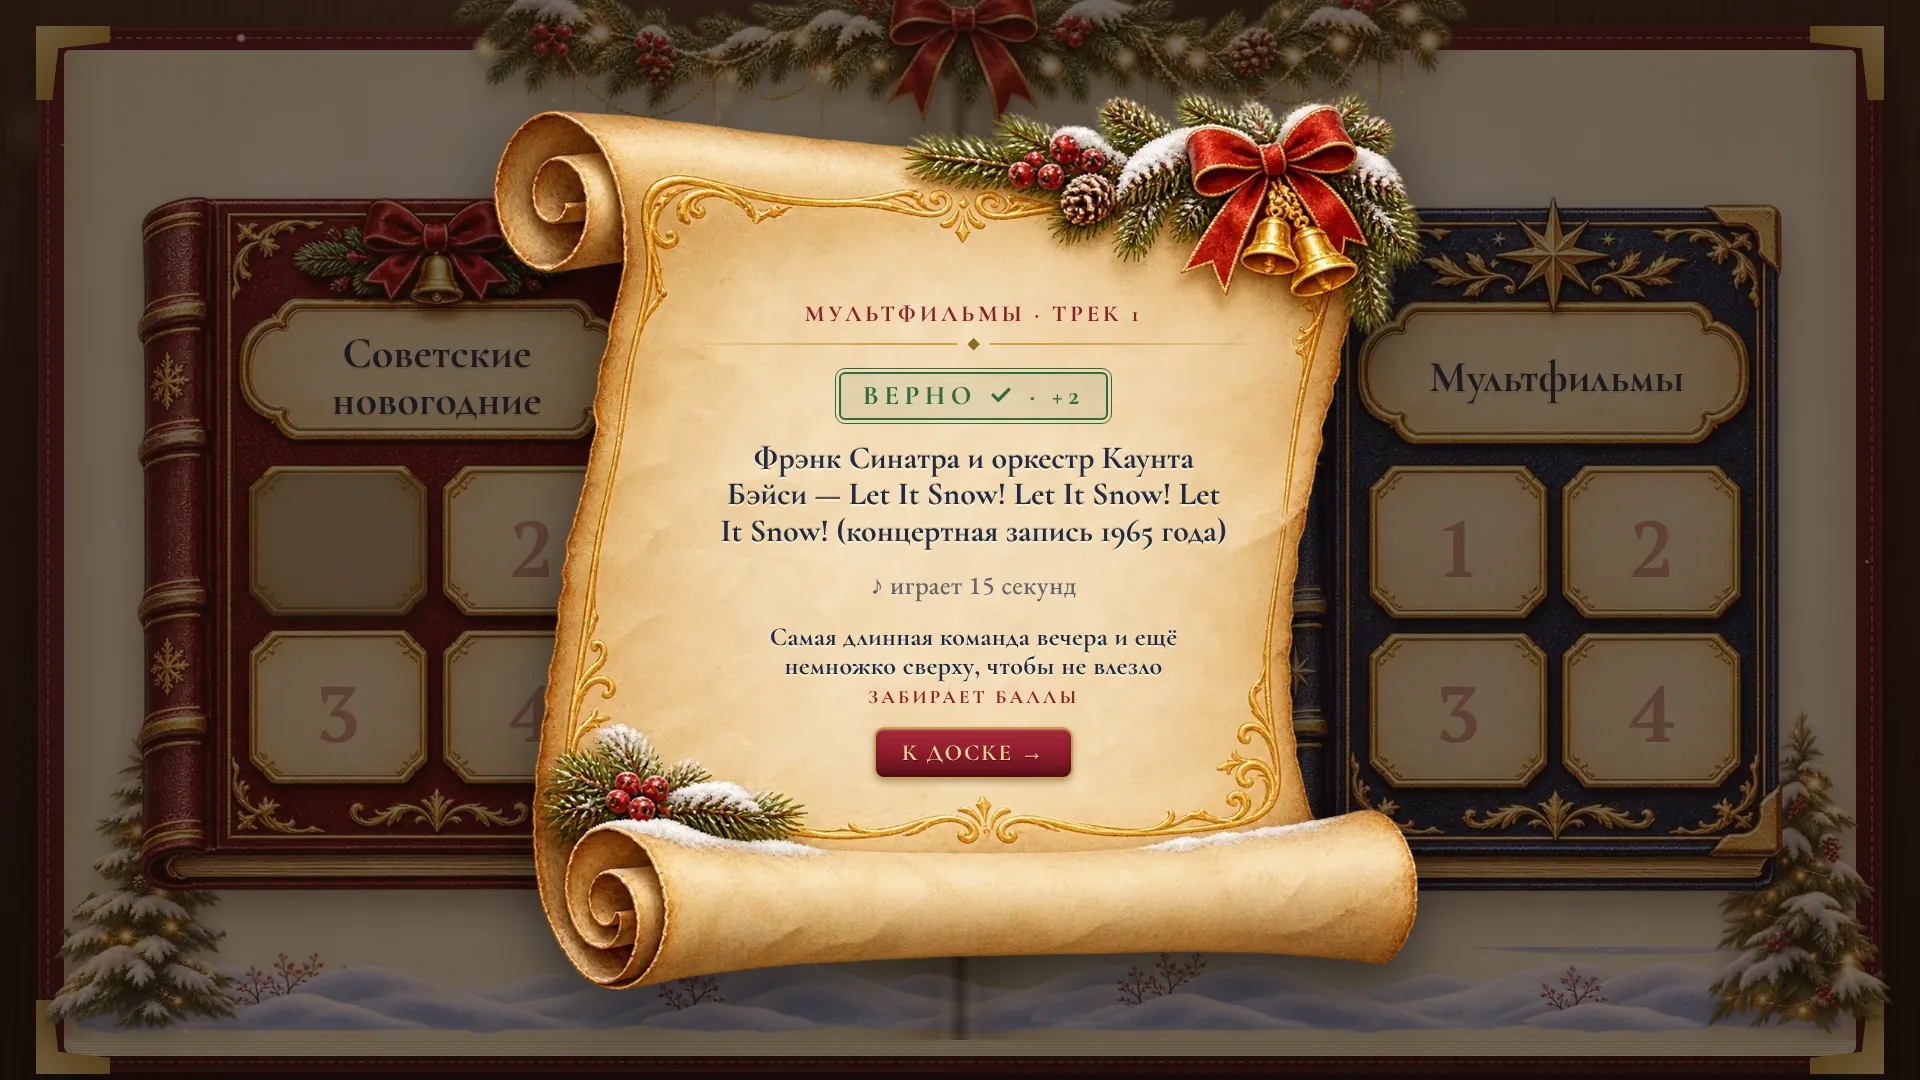 Советские
новогодние
2
3
4
МУЛЬТФИЛЬМЫ · ТРЕК 1
ВЕРНО ✓ · +2
Фрэнк Синатра и оркестр Каунта
Бэйси — Let It Snow! Let It Snow! Let
It Snow! (концертная запись 1965 года)
♪ играет 15 секунд
Самая длинная команда вечера и ещё
немножко сверху, чтобы не влезло
ЗАБИРАЕТ БАЛЛЫ
К ДОСКЕ →
Мультфильмы
1 2
3 4